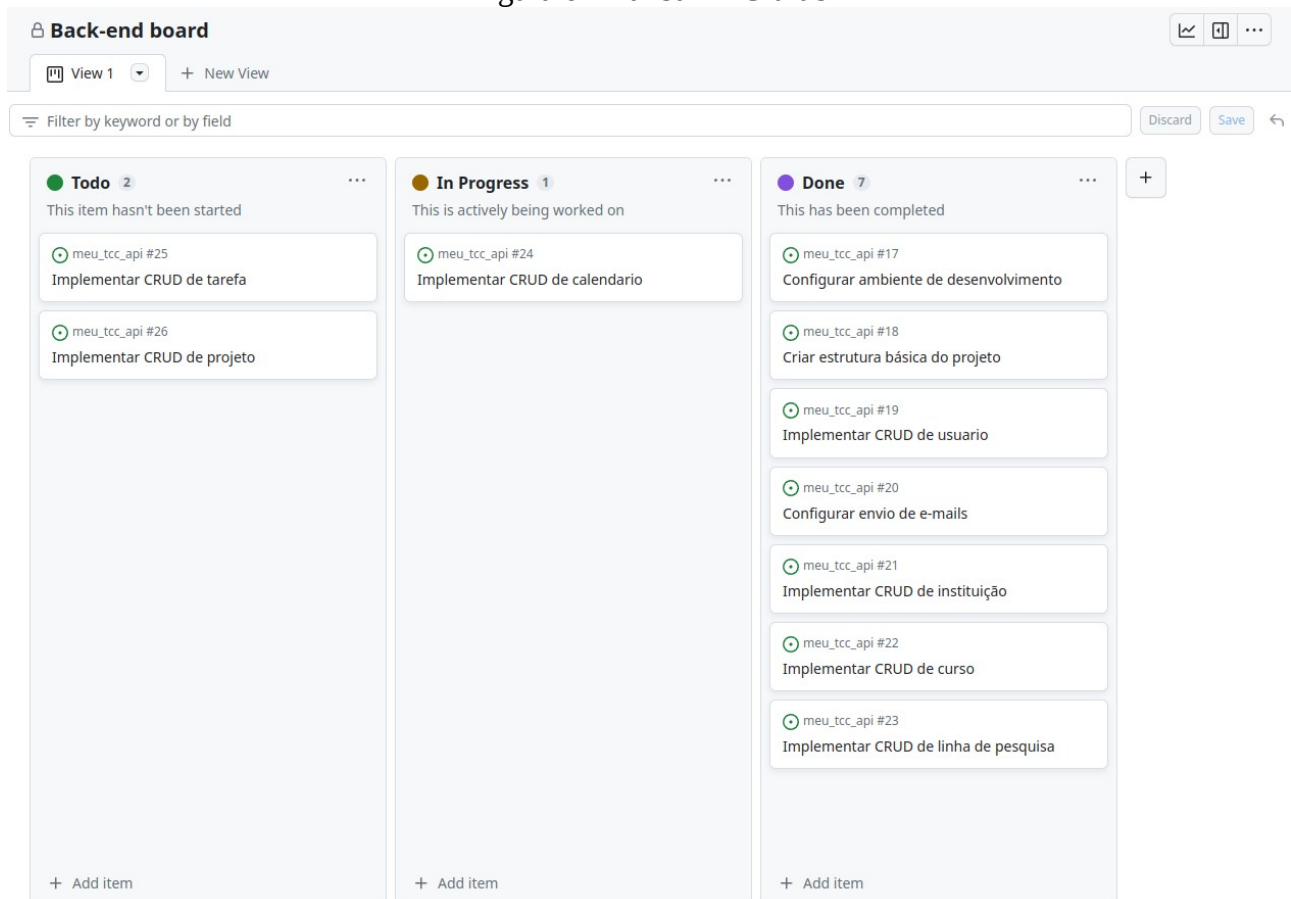 Back-end board
View 1
+ New View
Filter by keyword or by field
Discard
Save
Todo 2
This item hasn't been started
meu_tcc_api #25
Implementar CRUD de tarefa
meu_tcc_api #26
Implementar CRUD de projeto
+ Add item
In Progress 1
This is actively being worked on
meu_tcc_api #24
Implementar CRUD de calendario
+ Add item
Done 7
This has been completed
meu_tcc_api #17
Configurar ambiente de desenvolvimento
meu_tcc_api #18
Criar estrutura básica do projeto
meu_tcc_api #19
Implementar CRUD de usuario
meu_tcc_api #20
Configurar envio de e-mails
meu_tcc_api #21
Implementar CRUD de instituição
meu_tcc_api #22
Implementar CRUD de curso
meu_tcc_api #23
Implementar CRUD de linha de pesquisa
+ Add item
+